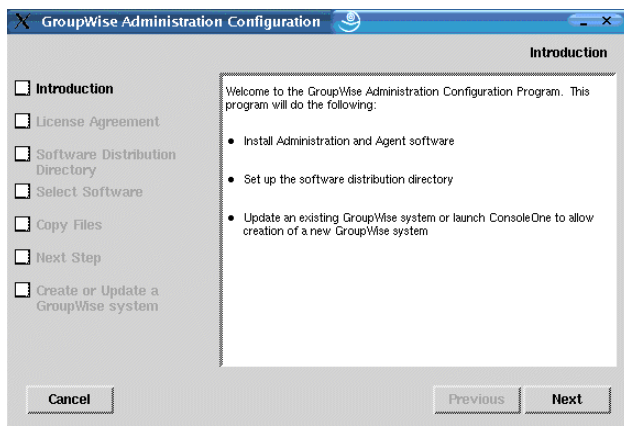 GroupWise Administration Configuration
Introduction
Introduction
License Agreement
Software Distribution
Directory
Select Software
Copy Files
Next Step
Create or Update a
GroupWise system
Welcome to the GroupWise Administration Configuration Program. This
program will do the following:
• Install Administration and Agent software
• Set up the software distribution directory
• Update an existing GroupWise system or launch ConsoleOne to allow
creation of a new GroupWise system
Cancel
Previous
Next